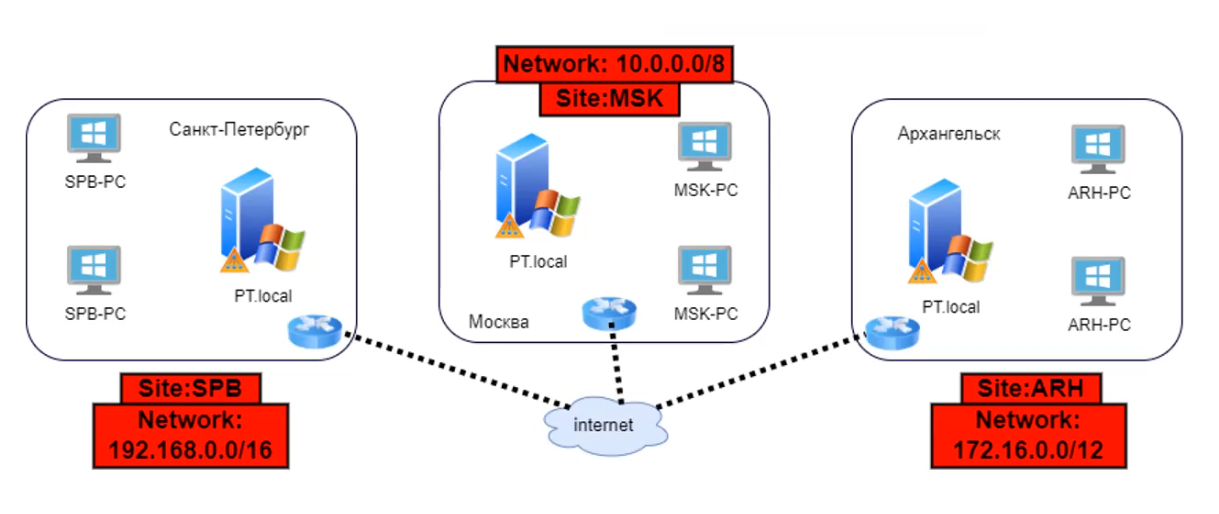 Network: 10.0.0.0/8
Site:MSK
Санкт-Петербург
SPB-PC
SPB-PC
PT.local
Site:SPB
Network:
192.168.0.0/16
MSK-PC
PT.local
MSK-PC
Москва
internet
Архангельск
ARH-PC
PT.local
ARH-PC
Site:ARH
Network:
172.16.0.0/12